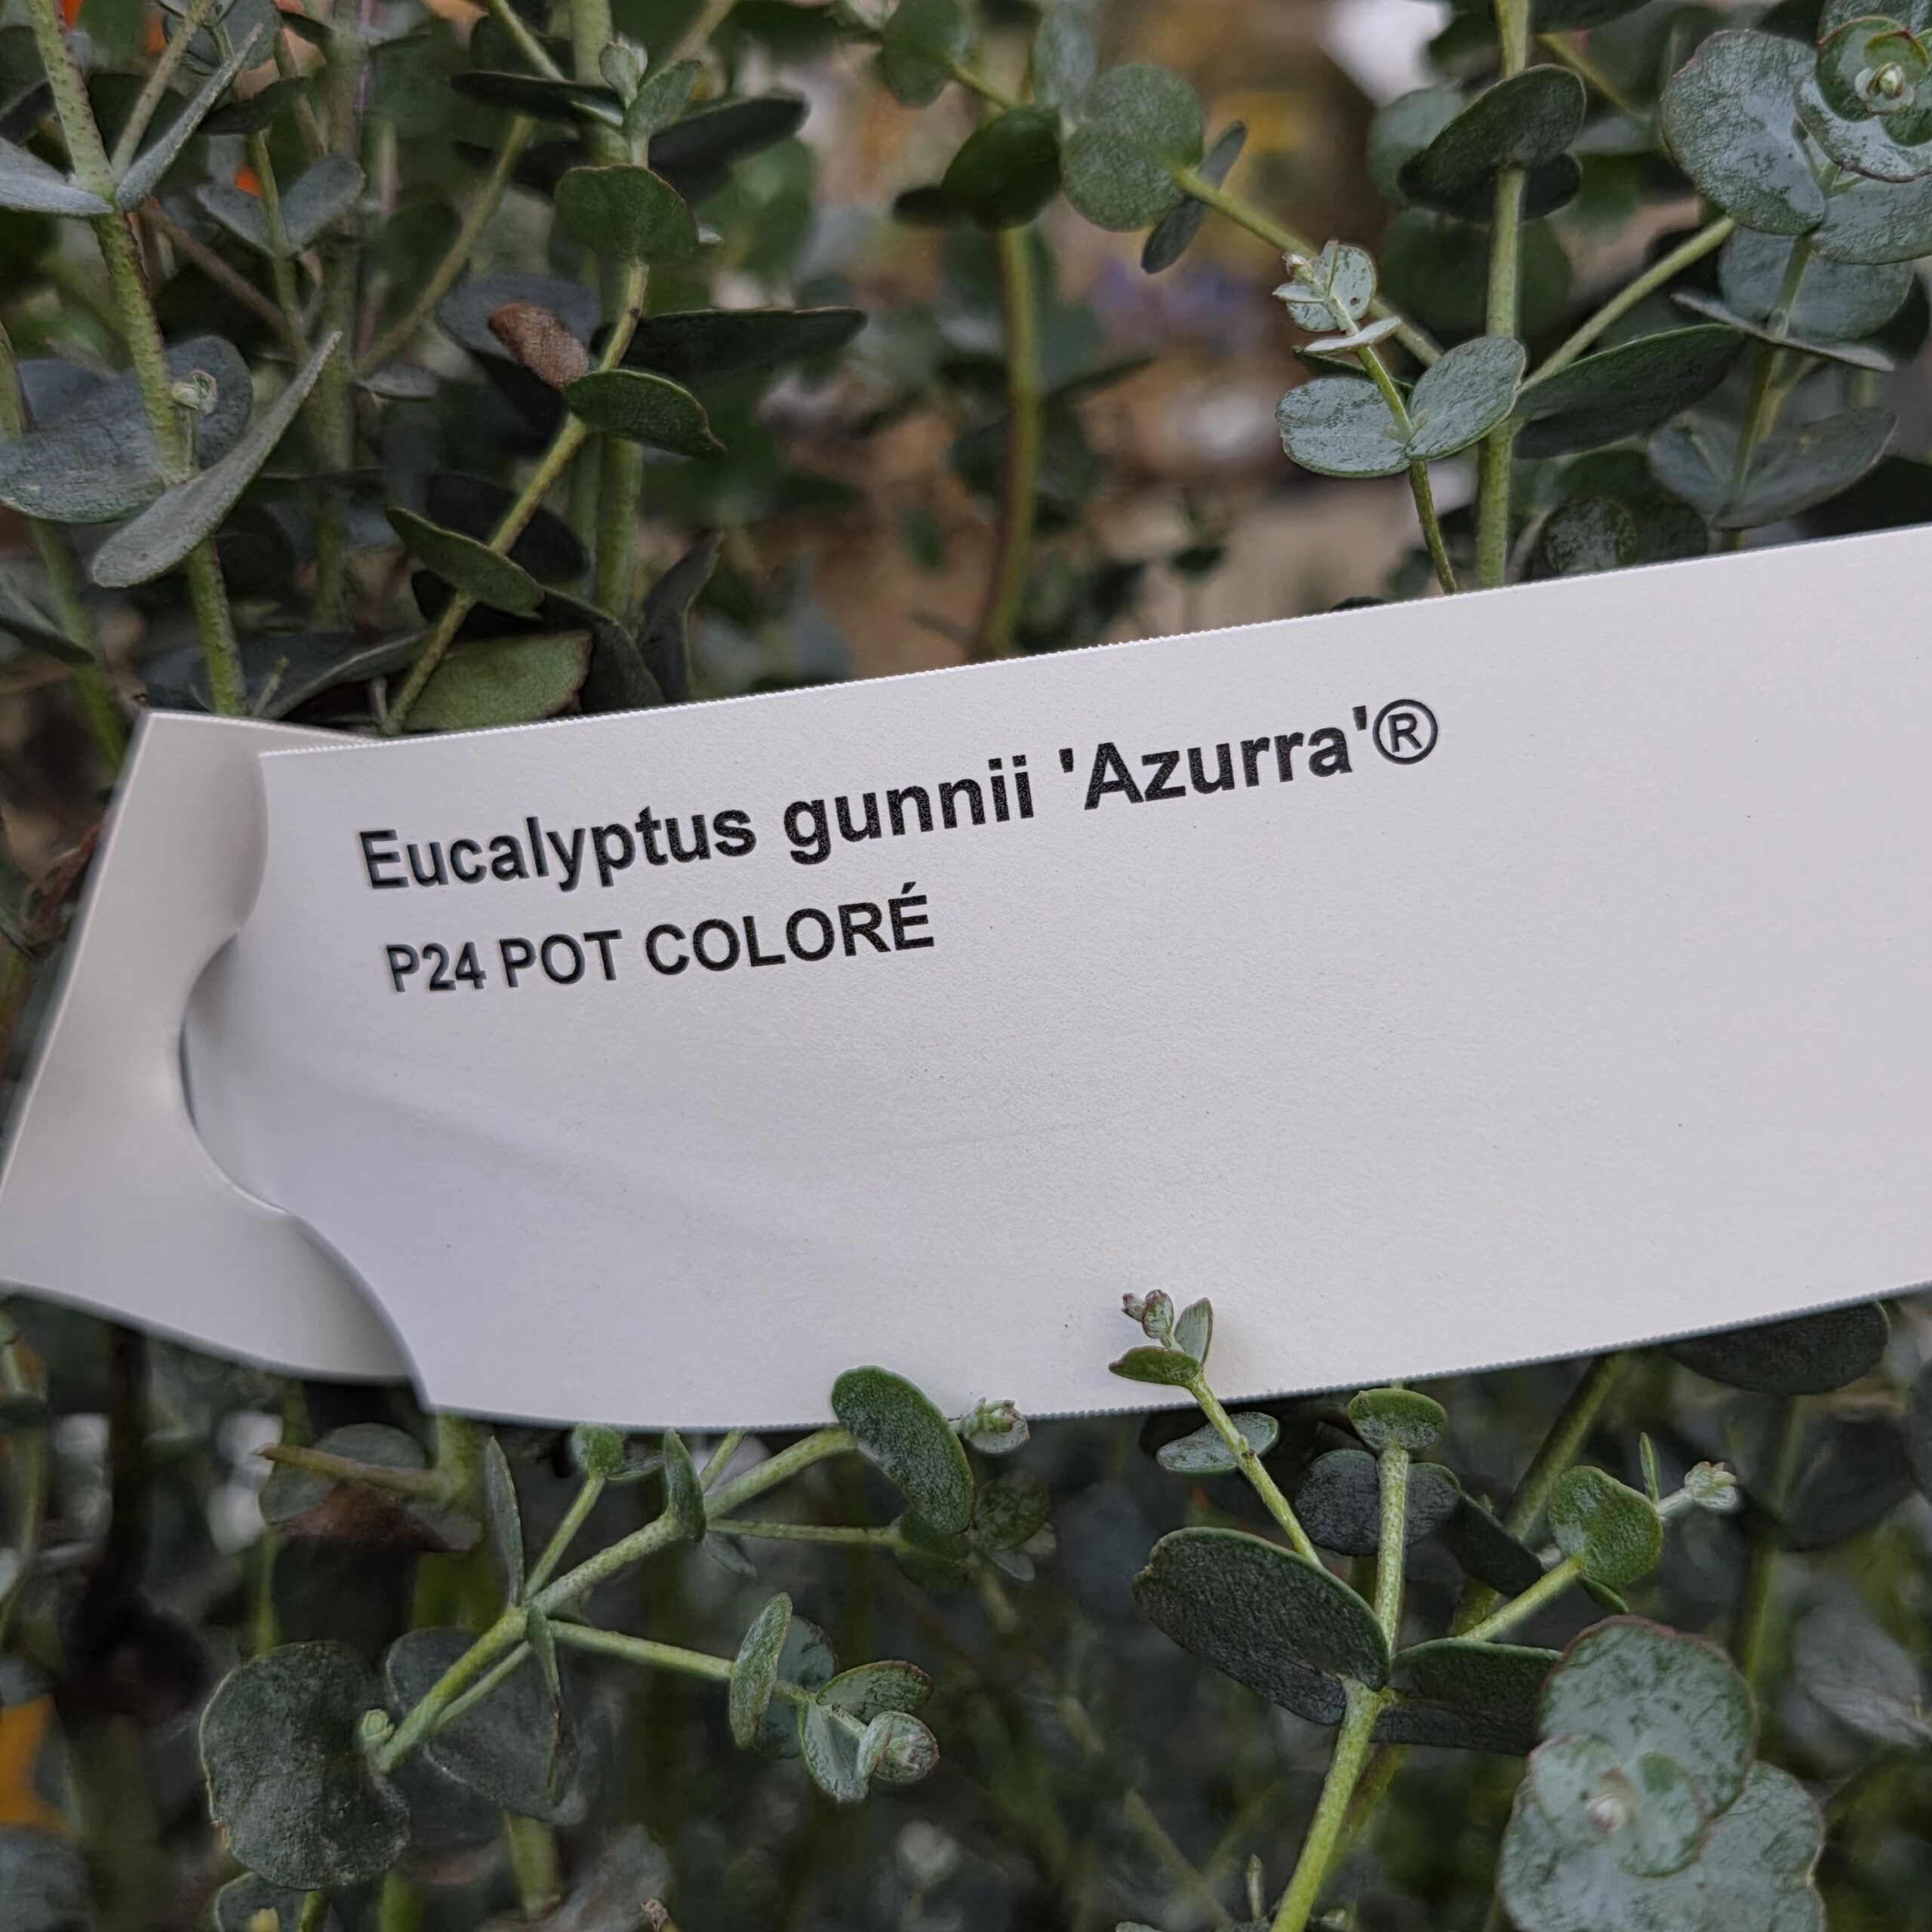 Eucalyptus gunnii 'Azurra'®
P24 POT COLORÉ